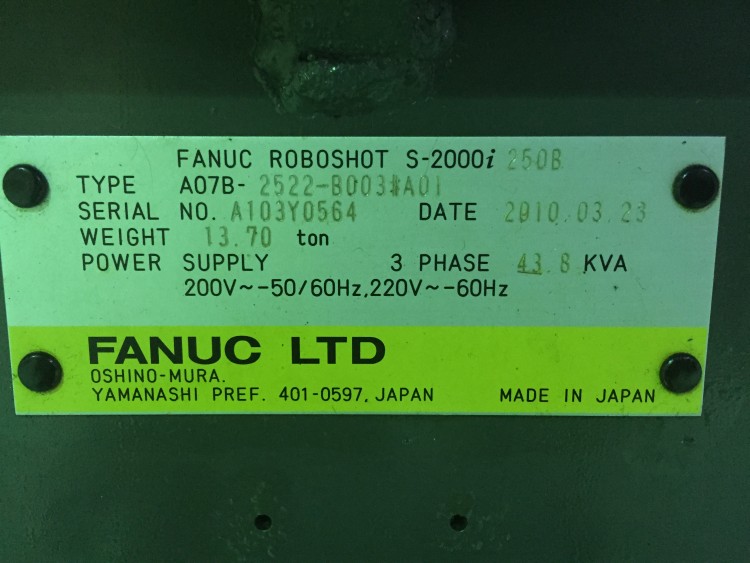 FANUC ROBOSHOT S-2000i 250B
TYPE A07B-2522-B003#A01
SERIAL NO. A103Y0564 DATE 2010.03.23
WEIGHT 13.70 ton
POWER SUPPLY 3 PHASE 43.8 KVA
200V~-50/60Hz,220V~-60Hz
FANUC LTD
OSHINO-MURA.
YAMANASHI PREF. 401-0597, JAPAN MADE IN JAPAN